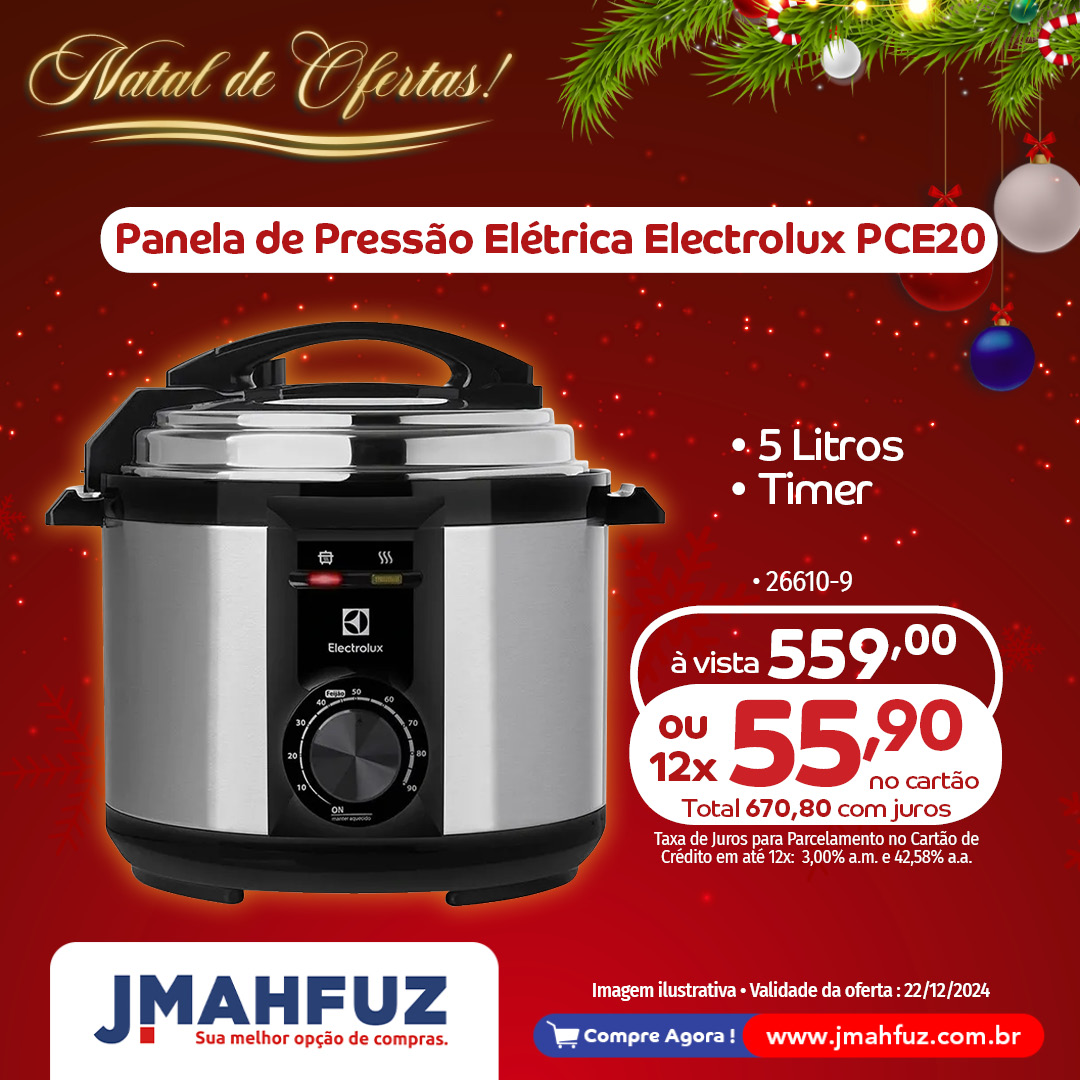 Natal de Ofertas!
Panela de Pressão Elétrica Electrolux PCE20
• 5 Litros
• Timer
• 26610-9
à vista 559,00
ou 12x 55,90
no cartão
Total 670,80 com juros
Taxa de Juros para Parcelamento no Cartão de
Crédito em até 12x: 3,00% a.m. e 42,58% a.a.
Electrolux
Feijão
10 20 30 40 50 60 70 80 90
ON
manter aquecido
JMAHFUZ
Sua melhor opção de compras.
Imagem ilustrativa • Validade da oferta : 22/12/2024
Compre Agora !
www.jmahfuz.com.br